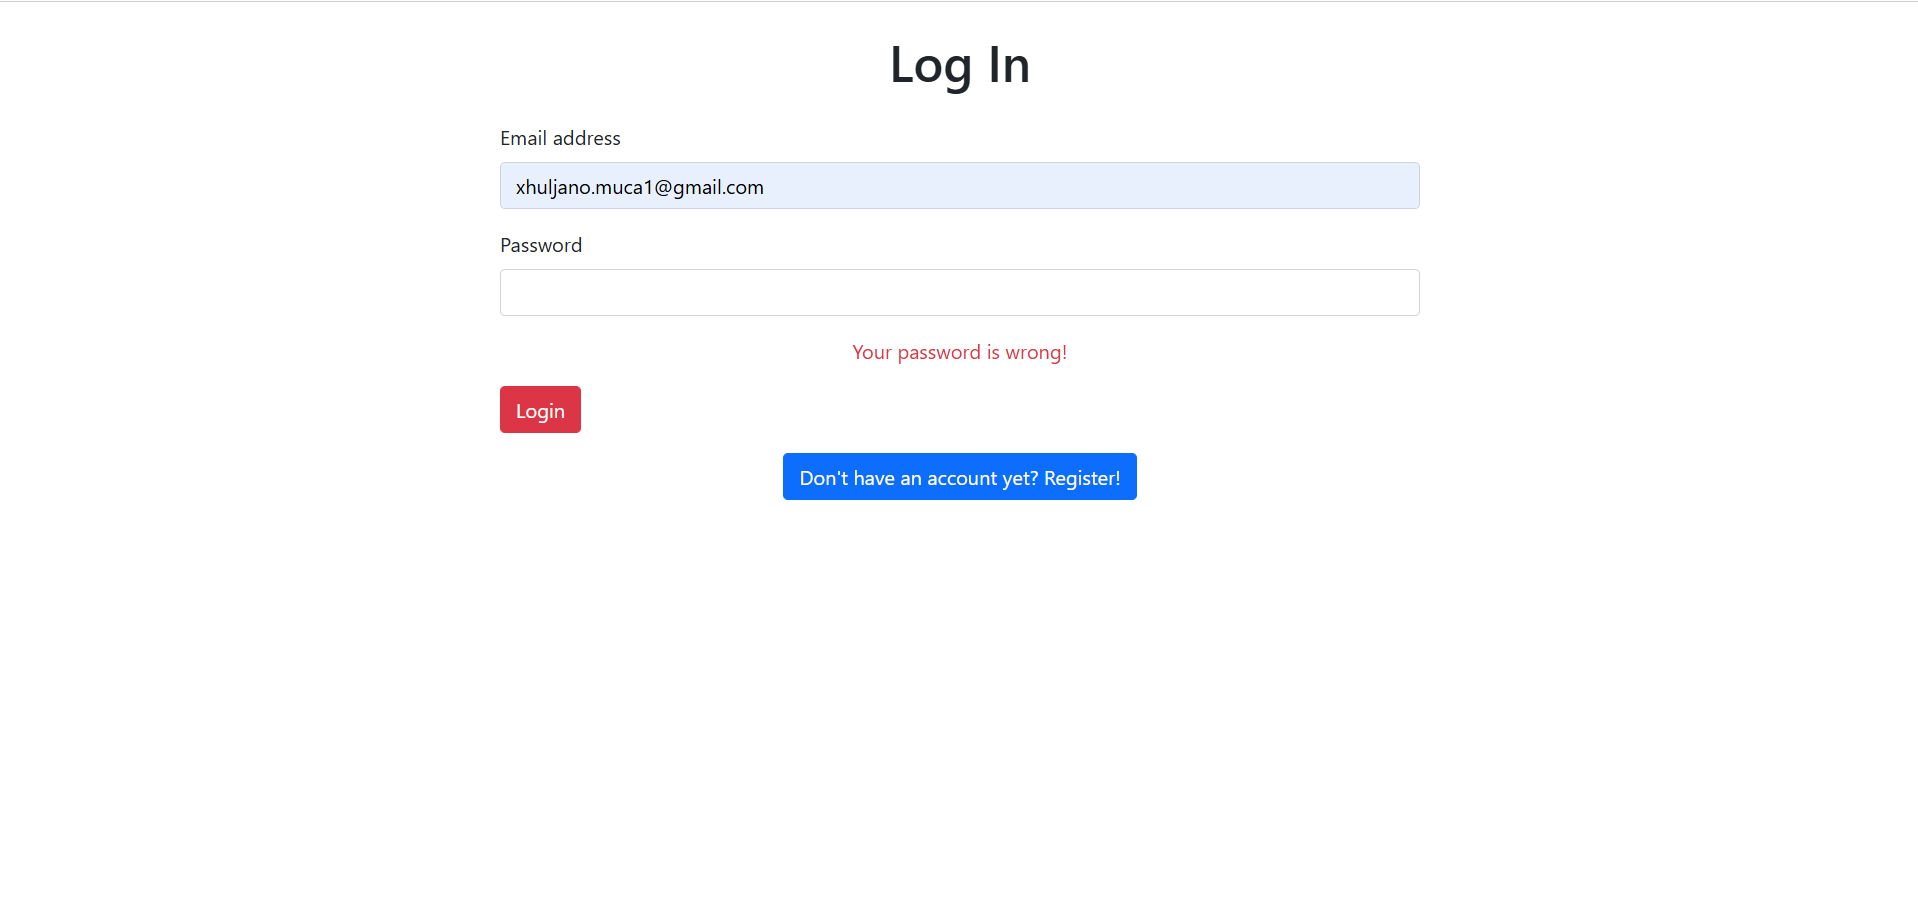 Log In
Email address
xhuljano.muca1@gmail.com
Password
Your password is wrong!
Login
Don't have an account yet? Register!